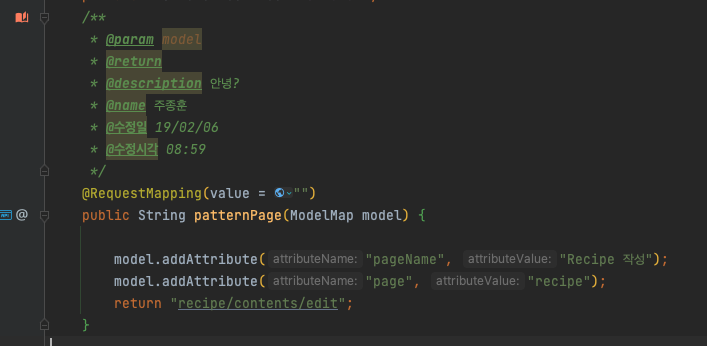 /**
* @param model
* @return
* @description 안녕?
* @name 주종훈
* @수정일 19/02/06
* @수정시각 08:59
*/
@RequestMapping(value = "")
public String patternPage(ModelMap model) {
model.addAttribute( attributeName: "pageName", attributeValue: "Recipe 작성");
model.addAttribute( attributeName: "page", attributeValue: "recipe");
return "recipe/contents/edit";
}